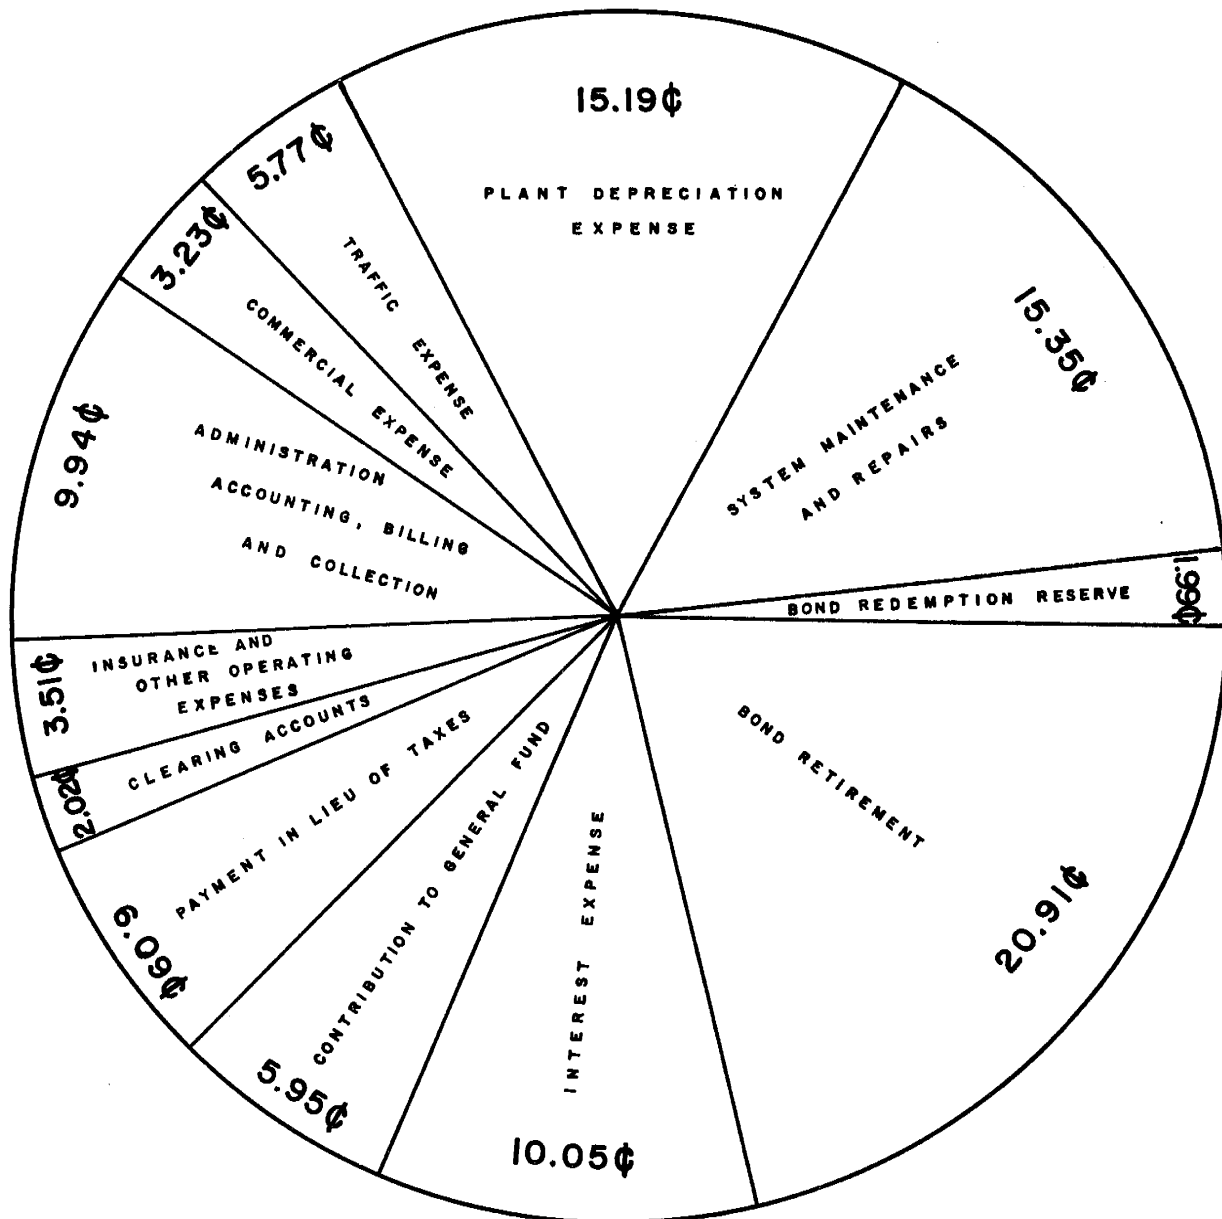 15.19¢
PLANT DEPRECIATION
EXPENSE
15.35¢
SYSTEM MAINTENANCE
AND REPAIRS
1.99¢
BOND REDEMPTION RESERVE
BOND RETIREMENT
20.91¢
INTEREST EXPENSE
10.05¢
CONTRIBUTION TO GENERAL FUND
5.95¢
PAYMENT IN LIEU OF TAXES
6.09¢
CLEARING ACCOUNTS
2.02¢
INSURANCE AND
OTHER OPERATING
EXPENSES
3.51¢
ADMINISTRATION
ACCOUNTING, BILLING
AND COLLECTION
9.94¢
COMMERCIAL EXPENSE
3.23¢
TRAFFIC EXPENSE
5.77¢